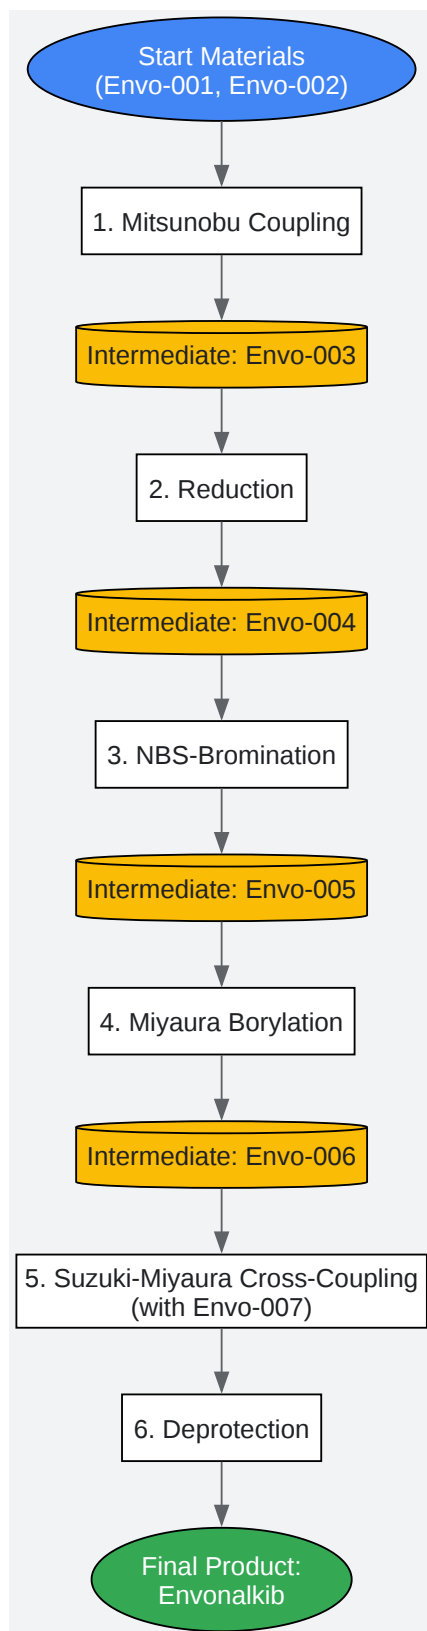 Start Materials
(Envo-001, Envo-002)
1. Mitsunobu Coupling
Intermediate: Envo-003
2. Reduction
Intermediate: Envo-004
3. NBS-Bromination
Intermediate: Envo-005
4. Miyaura Borylation
Intermediate: Envo-006
5. Suzuki-Miyaura Cross-Coupling
(with Envo-007)
6. Deprotection
Final Product:
Envonalkib